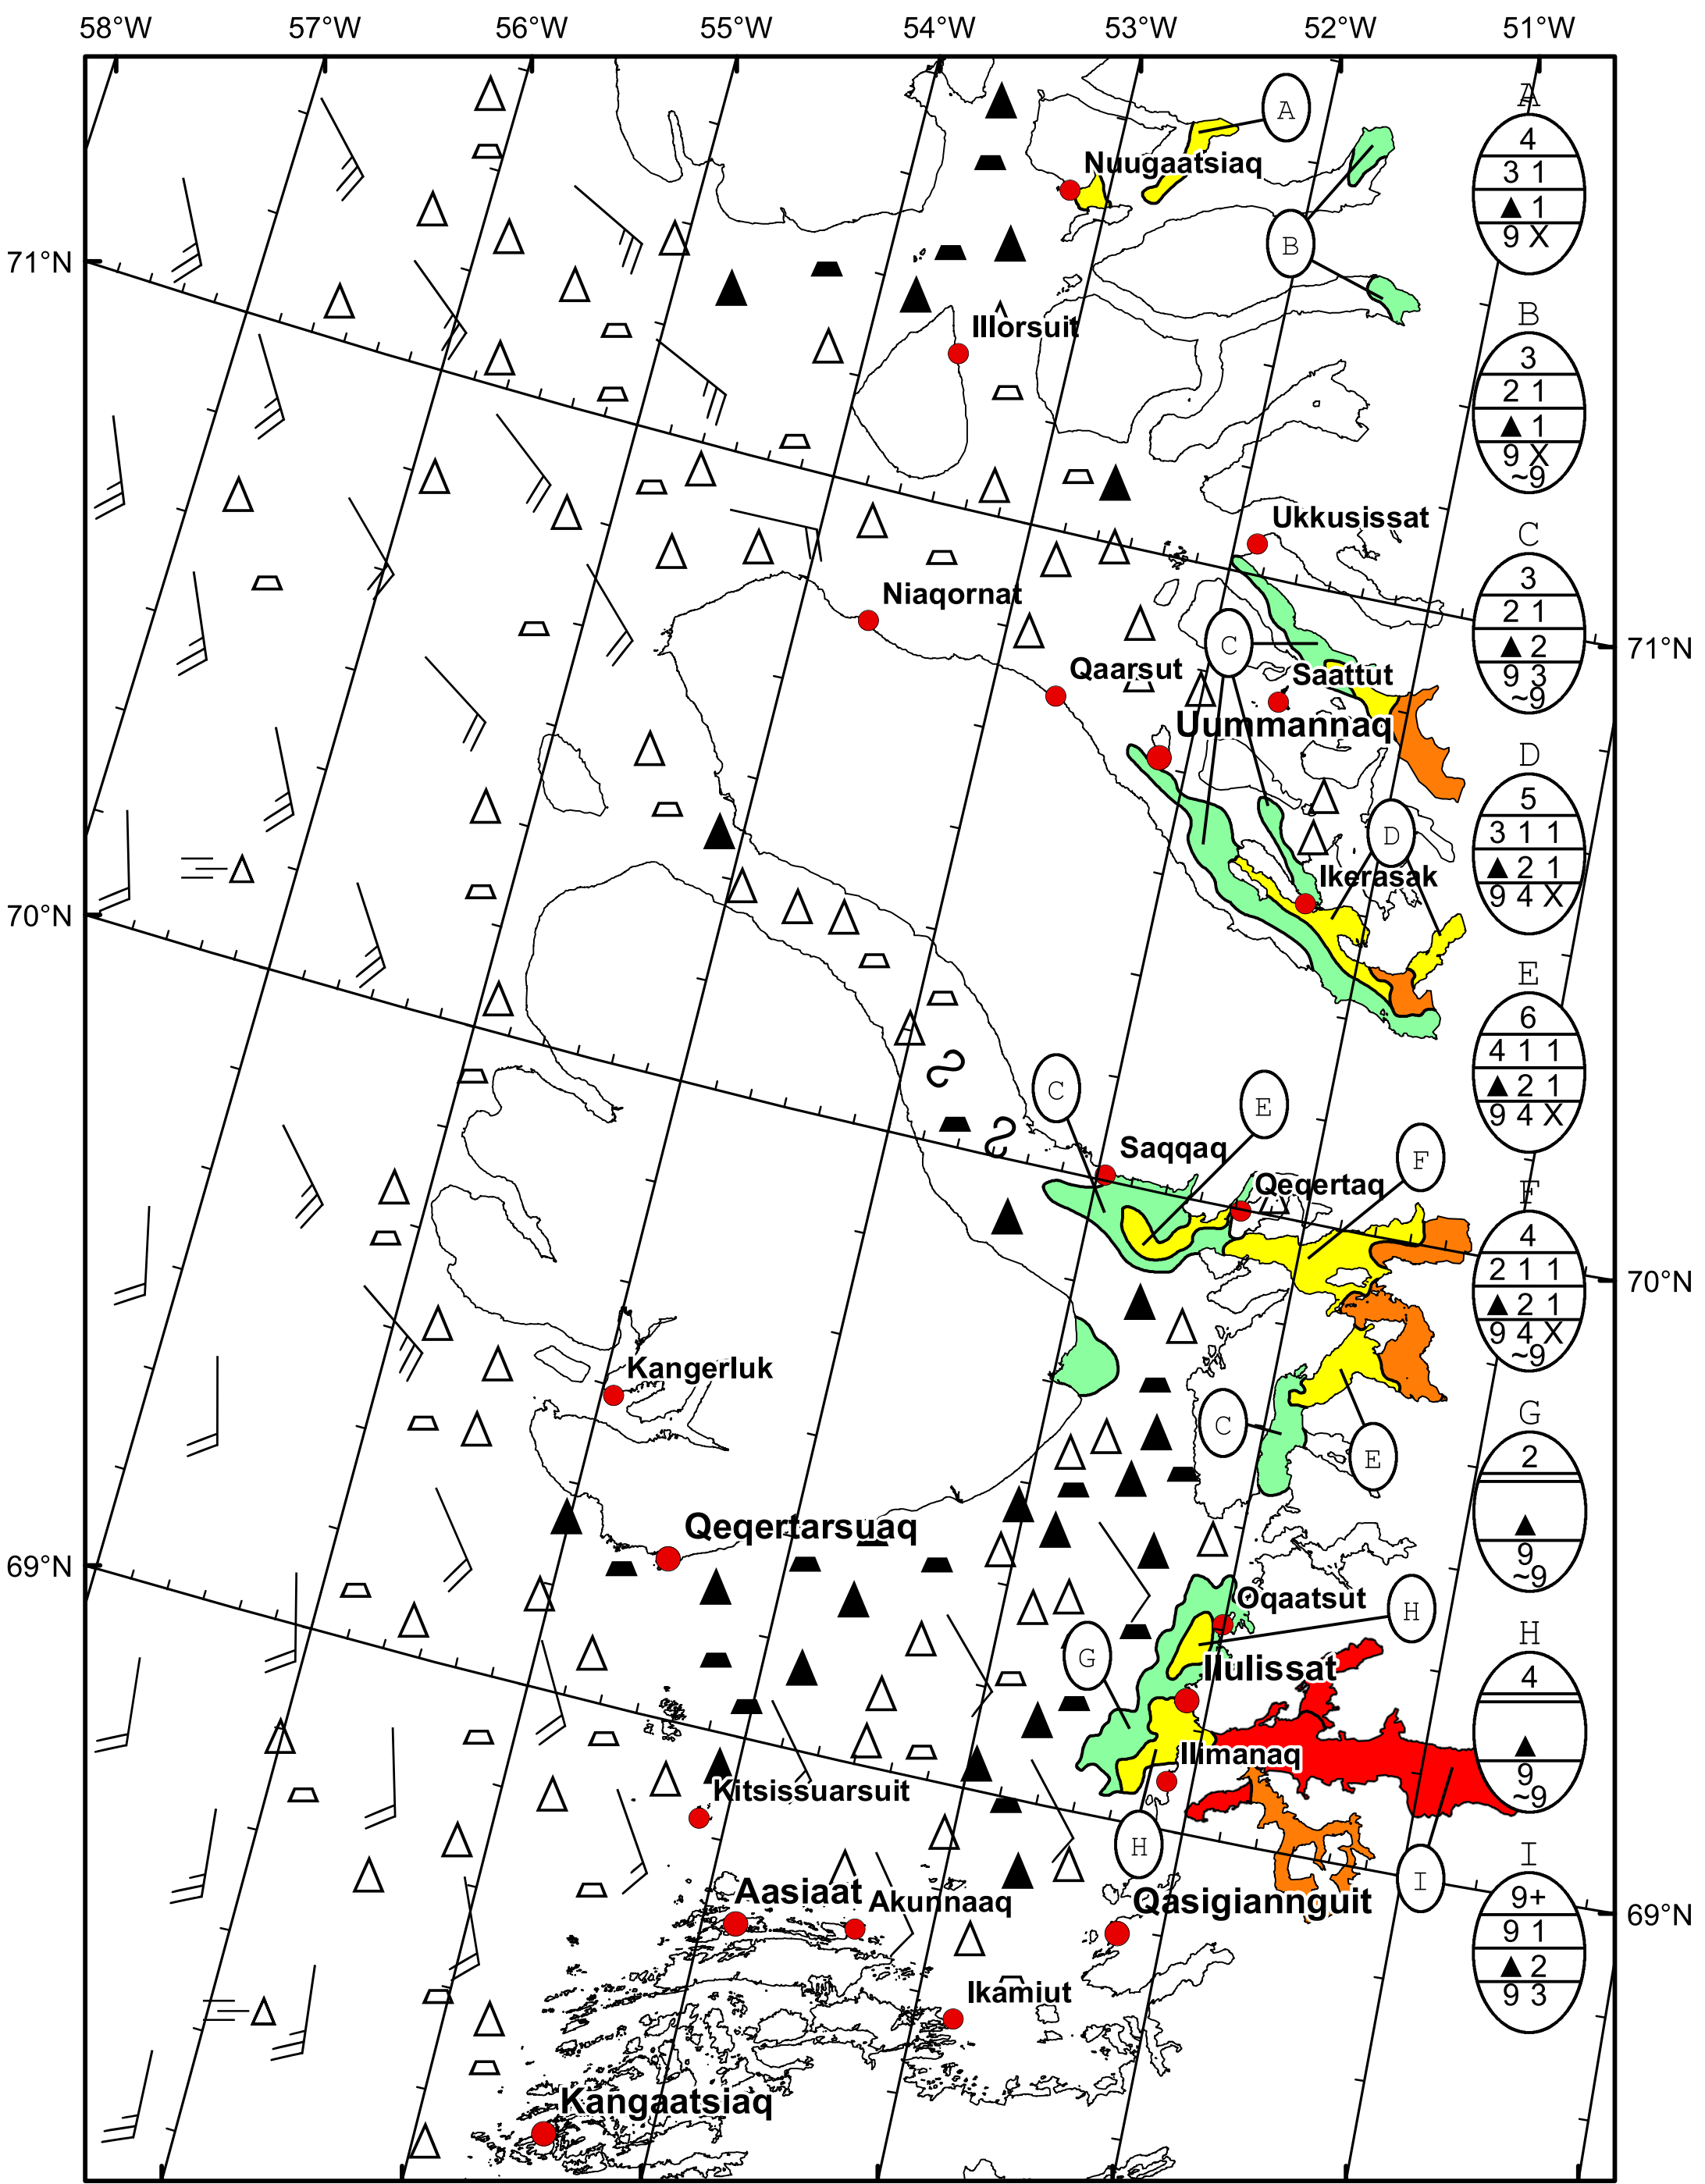 58°W 57°W 56°W 55°W 54°W 53°W 52°W 51°W
A
A
4
3 1
▲ 1
9 X
Nuugaatsiaq
B
71°N
B
3
2 1
▲ 1
9 X
~9
Illorsuit
Ukkusissat
C
3
2 1
▲ 2
9 3
~9
Niaqornat
C
71°N
Qaarsut
Saattut
Uummannaq
D
5
3 1 1
▲ 2 1
9 4 X
D
Ikerasak
70°N
E
6
4 1 1
▲ 2 1
9 4 X
C
E
F
Saqqaq
Qeqertaq
F
4
2 1 1
▲ 2 1
9 4 X
~9
70°N
Kangerluk
C
E
G
2
▲
9
~9
Qeqertarsuaq
69°N
Oqaatsut
H
G
Ilulissat
H
4
▲
9
~9
Ilimanaq
Kitsissuarsuit
H
I
I
9+
9 1
▲ 2
9 3
Aasiaat
Akunnaaq
Qasigiannguit
69°N
Ikamiut
Kangaatsiaq